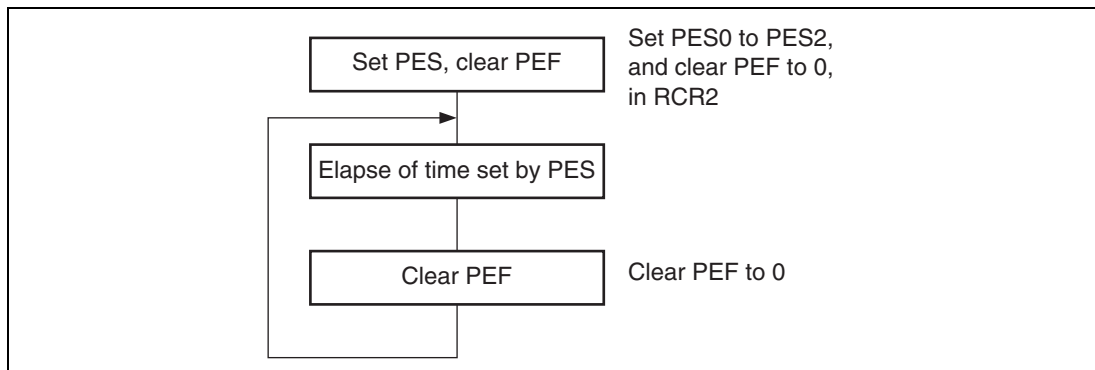 Set PES, clear PEF
Set PES0 to PES2,
and clear PEF to 0,
in RCR2
Elapse of time set by PES
Clear PEF
Clear PEF to 0